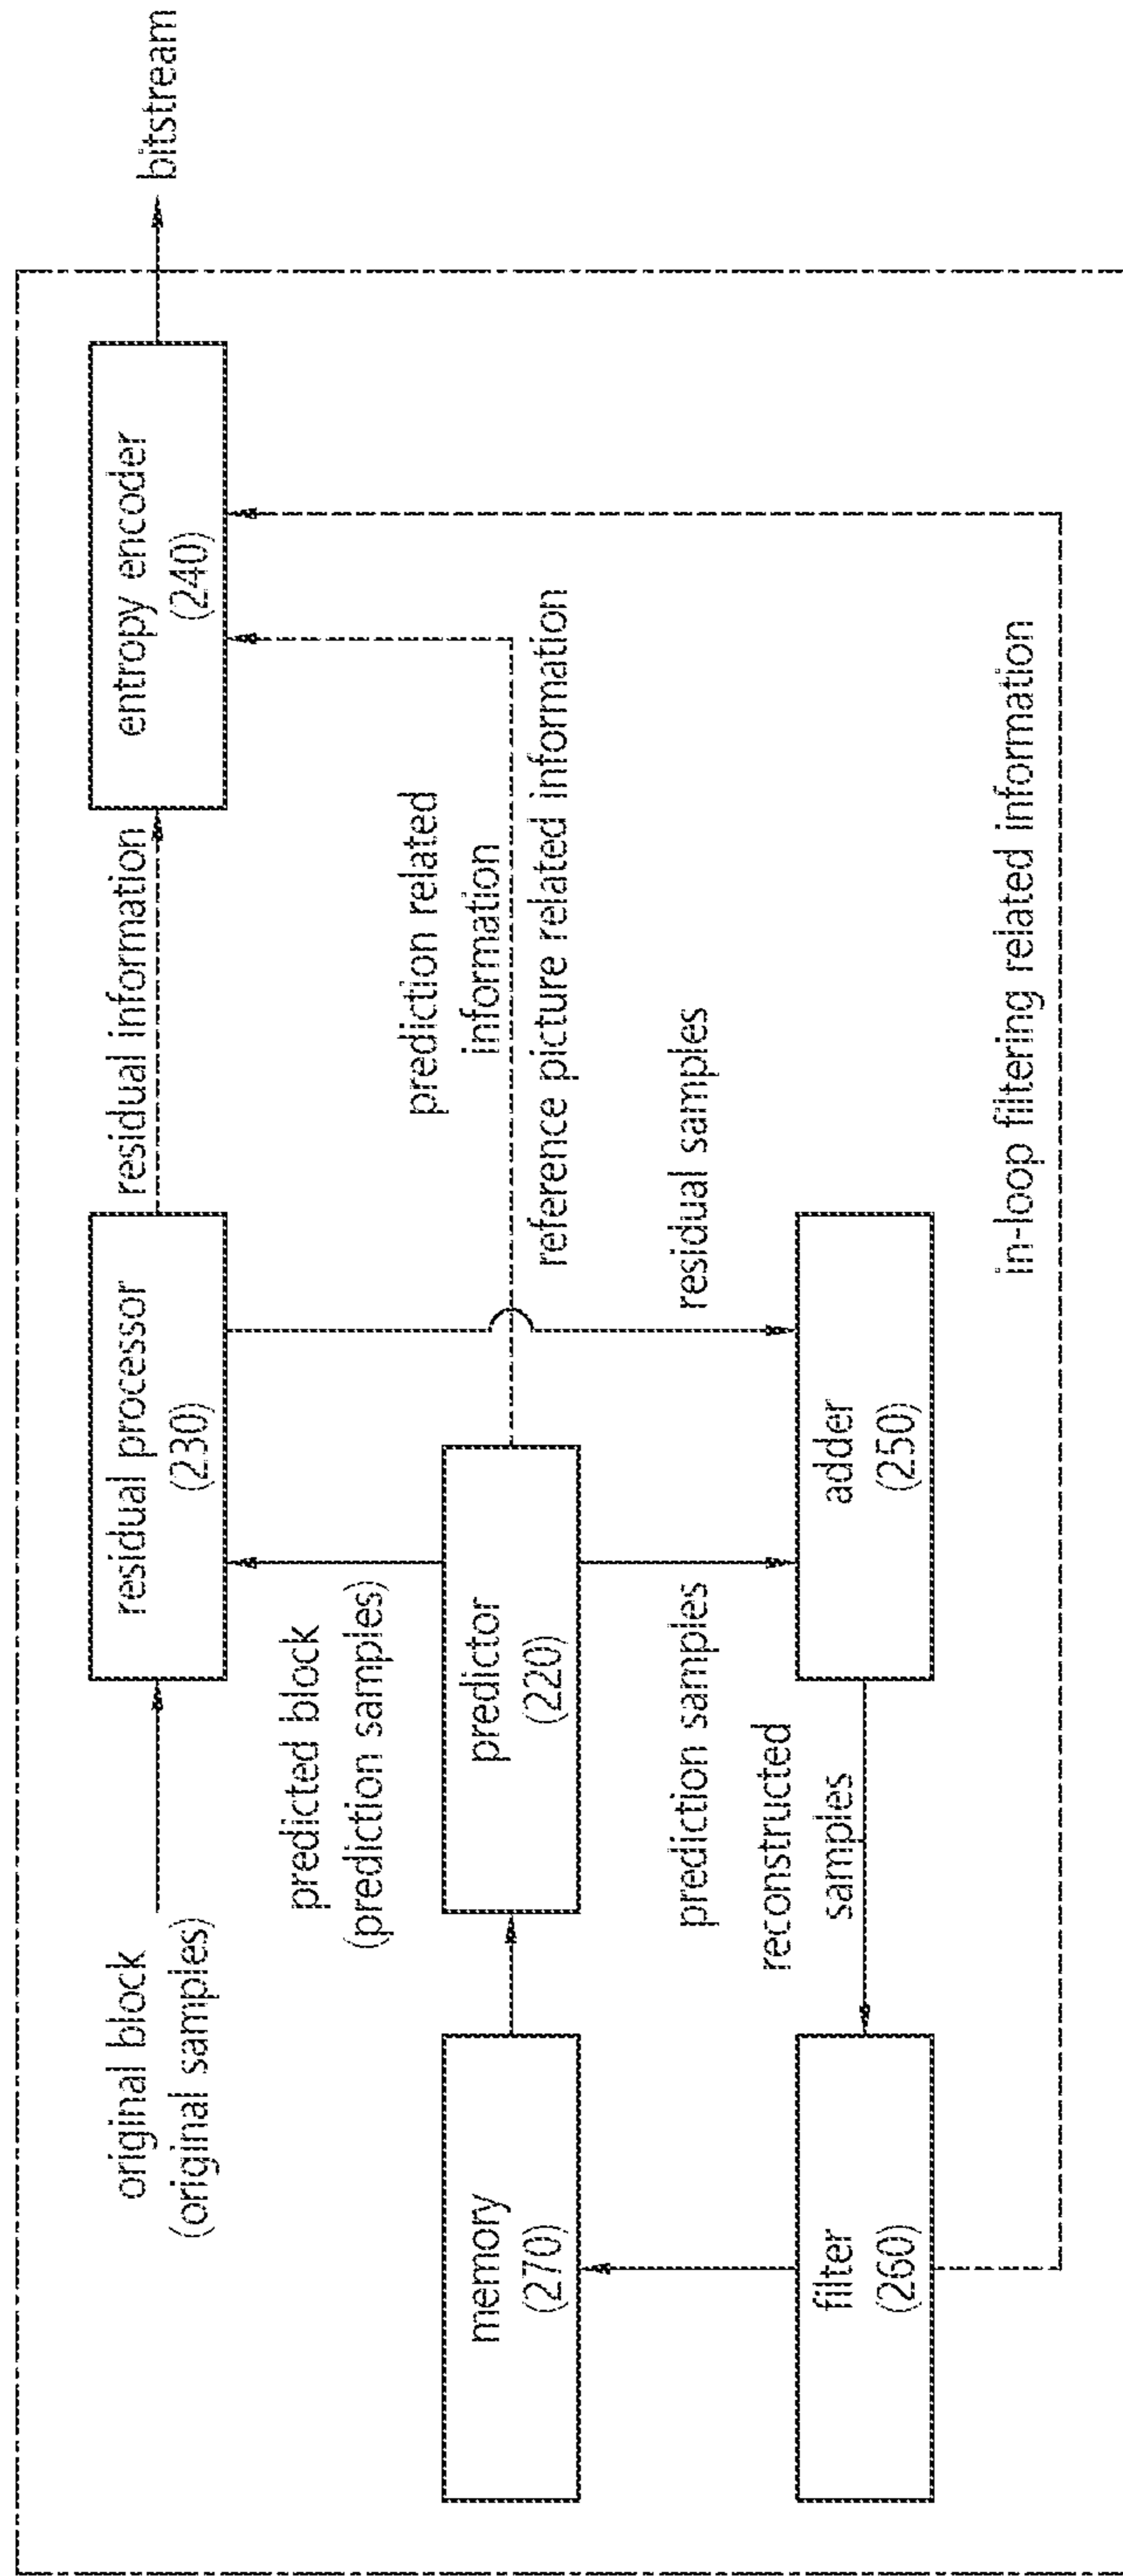 original block
(original samples)
residual processor
(230)
residual information
entropy encoder
(240)
bitstream
predicted block
(prediction samples)
prediction related
information
memory
(270)
predictor
(220)
reference picture related information
prediction samples
residual samples
reconstructed
samples
filter
(260)
adder
(250)
in-loop filtering related information